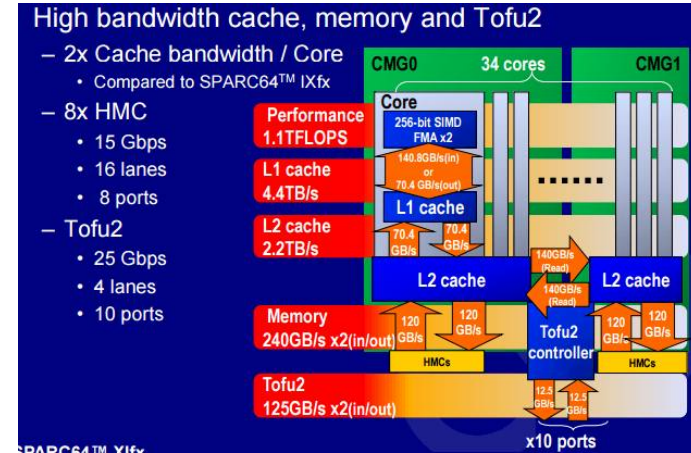 High bandwidth cache, memory and Tofu2
– 2x Cache bandwidth / Core
• Compared to SPARC64™ IXfx
– 8x HMC
• 15 Gbps
• 16 lanes
• 8 ports
– Tofu2
• 25 Gbps
• 4 lanes
• 10 ports
CMG0
34 cores
CMG1
Core
Performance
1.1TFLOPS
256-bit SIMD
FMA x2
140.8GB/s(in)
or
70.4 GB/s(out)
L1 cache
4.4TB/s
L1 cache
......
L2 cache
2.2TB/s
70.4
GB/s
70.4
GB/s
140GB/s
(Read)
L2 cache
140GB/s
(Read)
L2 cache
Memory
240GB/s x2(in/out)
120
GB/s
120
GB/s
Tofu2
controller
120
GB/s
120
GB/s
HMCs
HMCs
Tofu2
125GB/s x2(in/out)
12.5
GB/s
12.5
GB/s
x10 ports
SPARC64™ XIfx